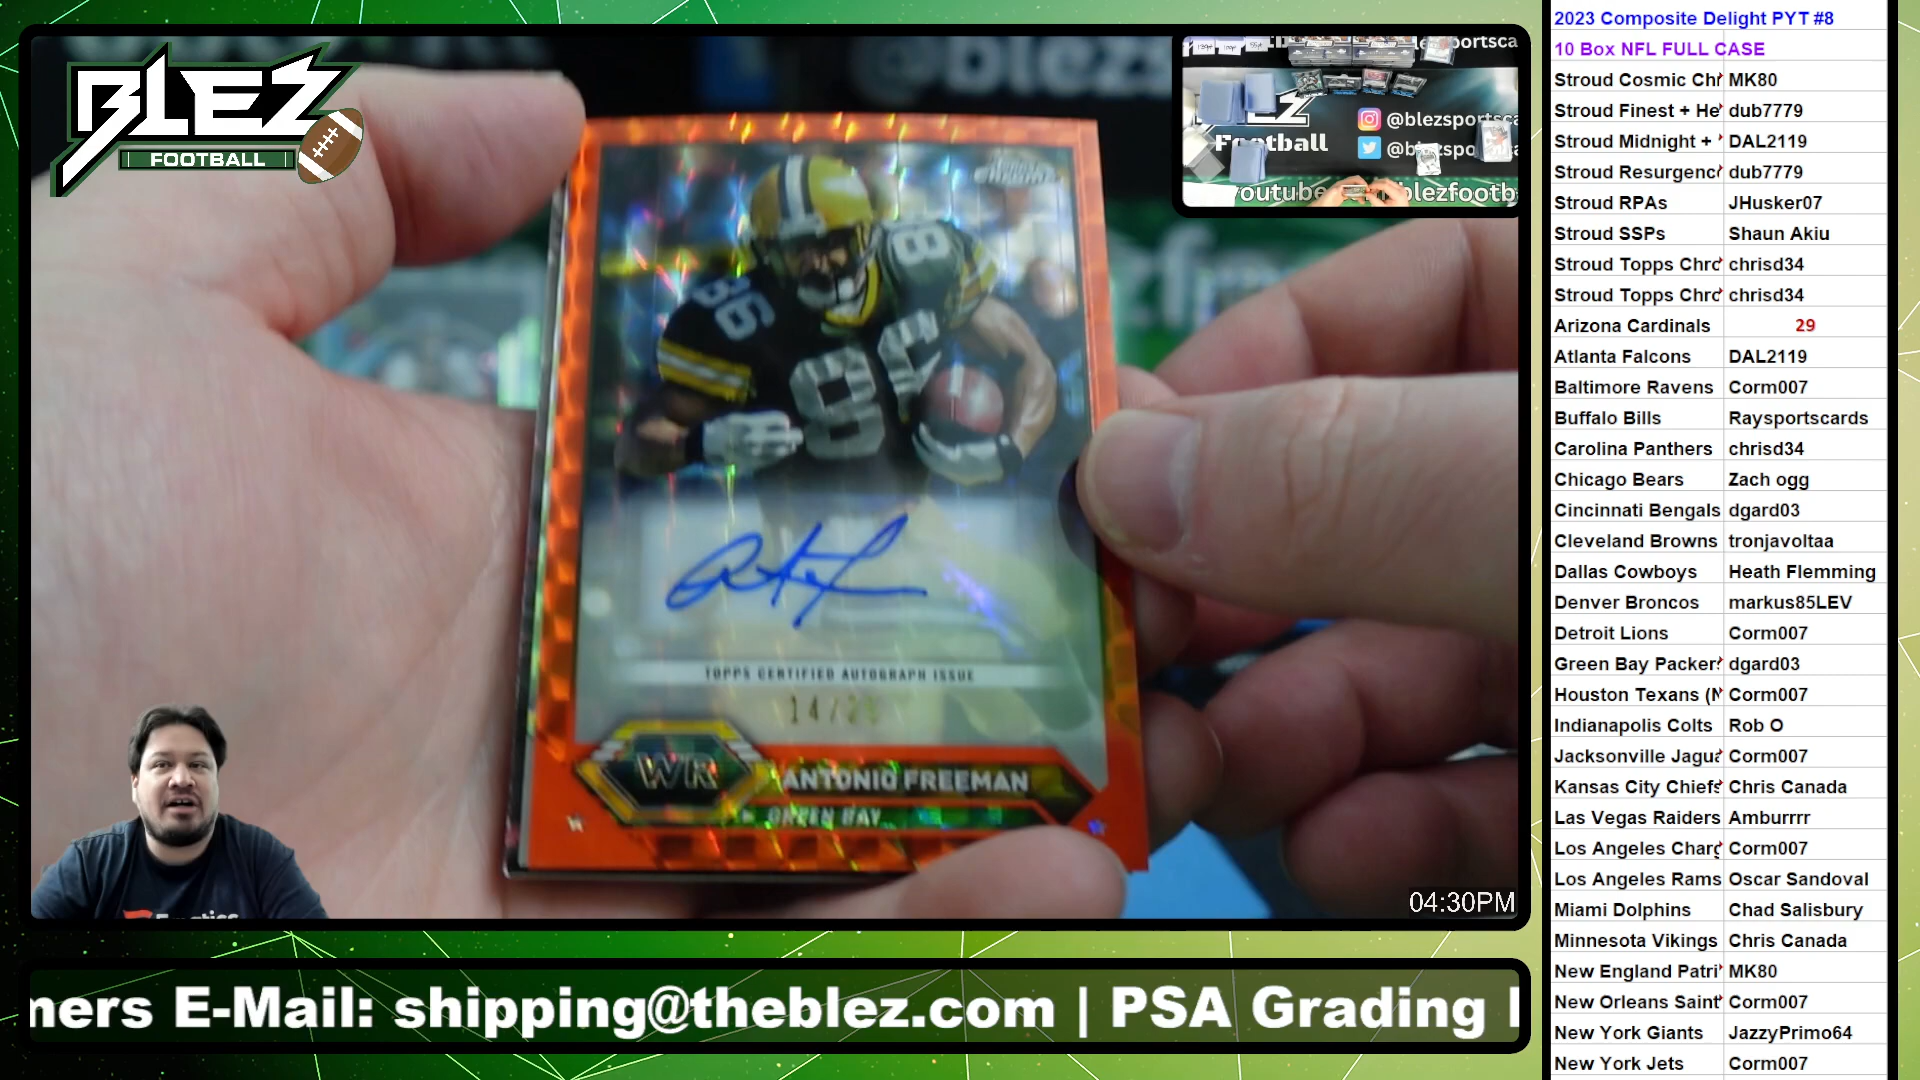 BLEZ
FOOTBALL
86
86
TOPPS CERTIFIED AUTOGRAPH ISSUE
WR
ANTONIO FREEMAN
GREEN BAY
04:30PM
@blezsportsca
Football
youtube
blezfootb
mers E-Mail: shipping@theblez.com | PSA Grading
2023 Composite Delight PYT #8
10 Box NFL FULL CASE
Stroud Cosmic Chr MK80
Stroud Finest + He dub7779
Stroud Midnight + DAL2119
Stroud Resurgenc dub7779
Stroud RPAs JHusker07
Stroud SSPs Shaun Akiu
Stroud Topps Chro chrisd34
Stroud Topps Chro chrisd34
Arizona Cardinals 29
Atlanta Falcons DAL2119
Baltimore Ravens Corm007
Buffalo Bills Raysportscards
Carolina Panthers chrisd34
Chicago Bears Zach ogg
Cincinnati Bengals dgard03
Cleveland Browns tronjavoltaa
Dallas Cowboys Heath Flemming
Denver Broncos markus85LEV
Detroit Lions Corm007
Green Bay Packer dgard03
Houston Texans (N Corm007
Indianapolis Colts Rob O
Jacksonville Jagua Corm007
Kansas City Chiefs Chris Canada
Las Vegas Raiders Amburrrr
Los Angeles Charg Corm007
Los Angeles Rams Oscar Sandoval
Miami Dolphins Chad Salisbury
Minnesota Vikings Chris Canada
New England Patri MK80
New Orleans Saint Corm007
New York Giants JazzyPrimo64
New York Jets Corm007